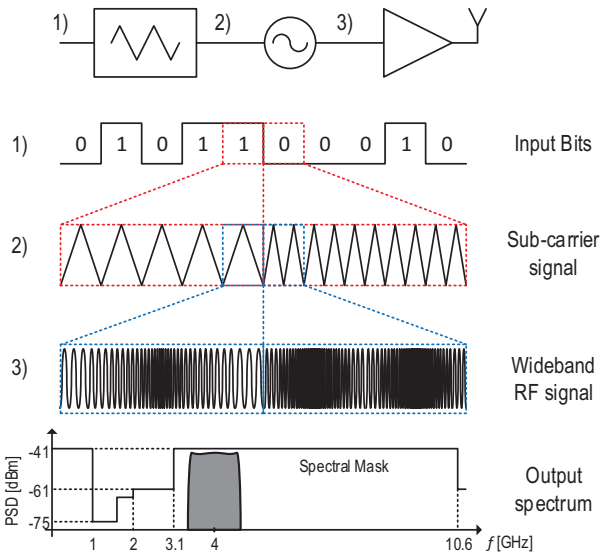 1) 2) 3)
1) 0 1 0 1 1 0 0 0 1 0 Input Bits
2) Sub-carrier
signal
3) Wideband
RF signal
PSD [dBm]
-41
-61
-75
Spectral Mask
Output
spectrum
1 2 3.1 4 10.6 f [GHz]